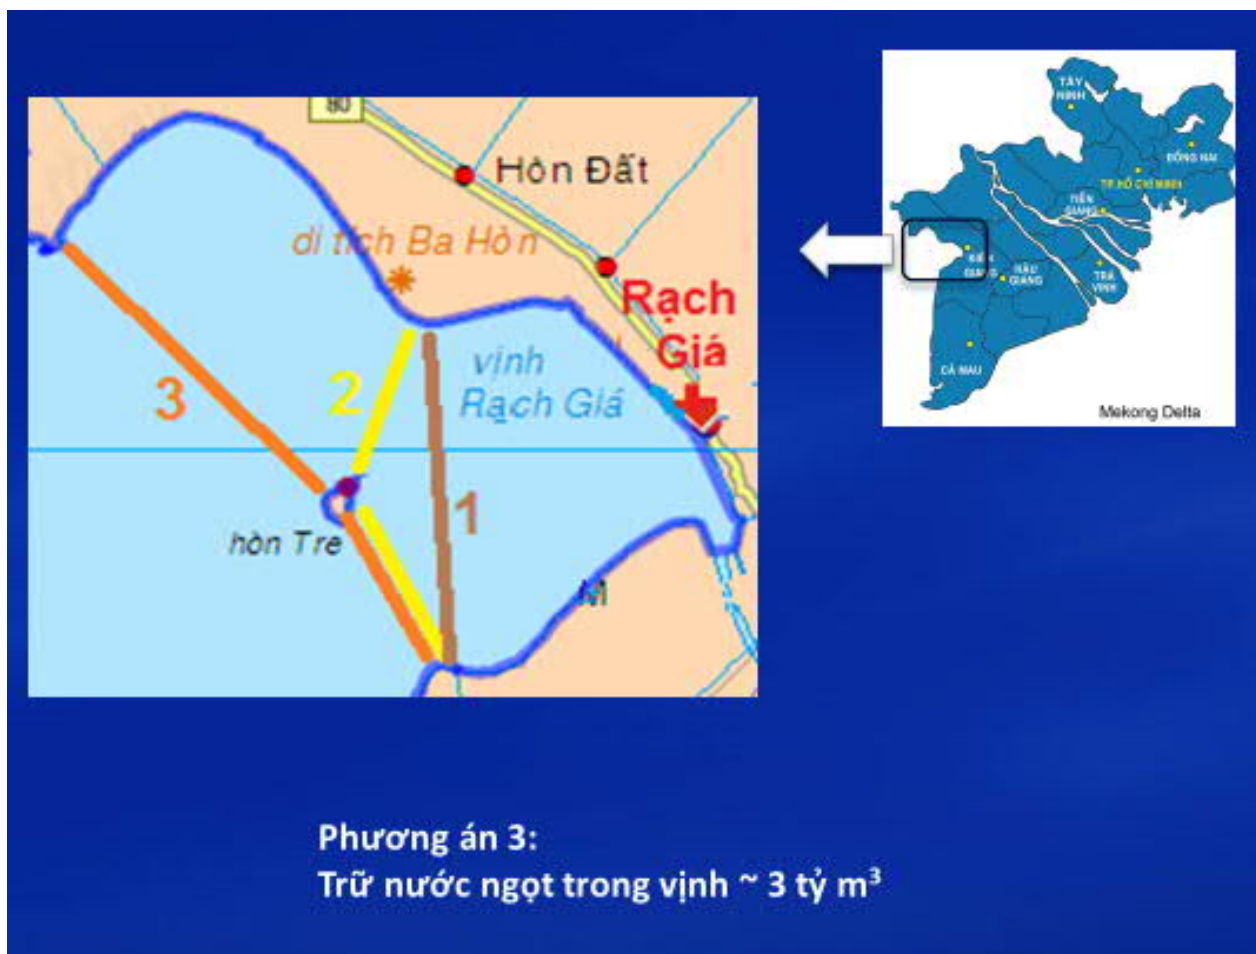 80
Hòn Đất
di tích Ba Hòn
Rạch
Giá
vịnh
Rạch Giá
3
2
1
hòn Tre
TÂY
NINH
ĐỒNG NAI
TP. HỒ CHÍ MINH
TIỀN
GIANG
KIÊN
GIANG
HẬU
GIANG
TRÀ
VINH
CÀ MAU
Mekong Delta
Phương án 3:
Trữ nước ngọt trong vịnh ~ 3 tỷ m³